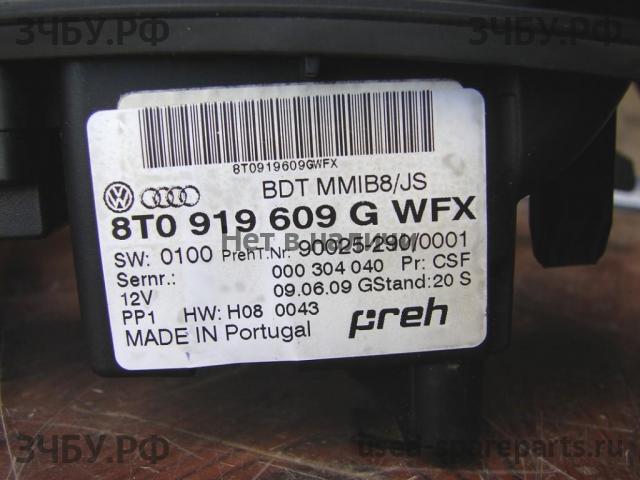 ЗЧБУ.РФ ЗЧБУ.РФ
8T0919609GWFX
BDT MMIB8/JS
8T0 919 609 G WFX
Нет в наличии
SW: 0100 PrehT.Nr. 90025-290/0001
Sernr.: 000 304 040 Pr: CSF
12V 09.06.09 GStand: 20 S
PP1 HW: H08 0043
MADE IN Portugal preh
ЗЧБУ.РФ used-spareparts.ru